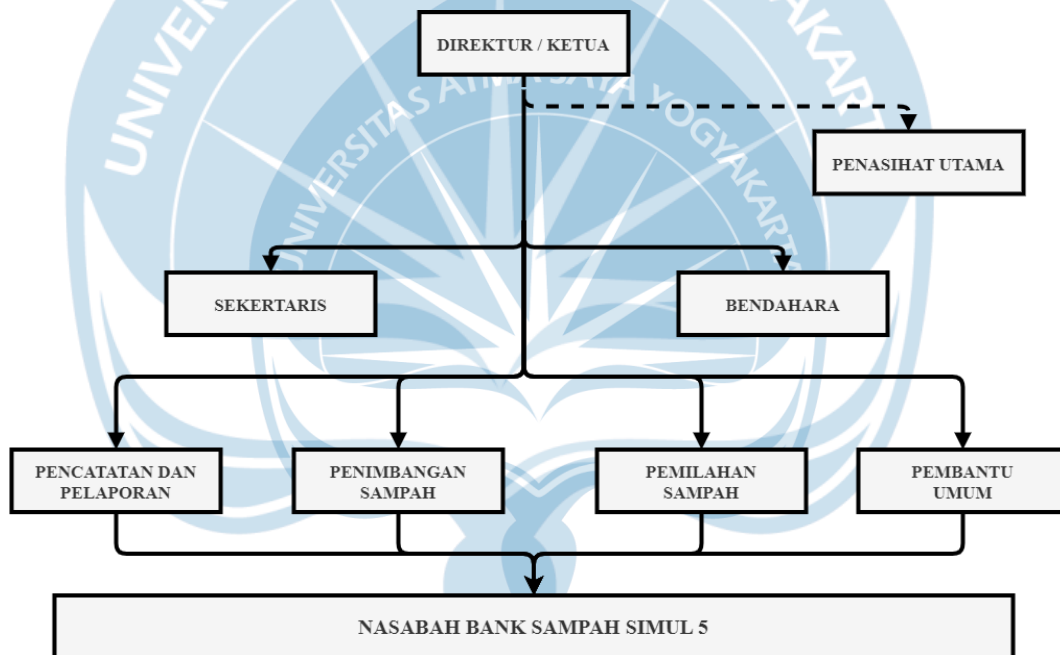 DIREKTUR / KETUA
UNIVERSITAS ATMA JAYA YOGYAKARTA
PENASIHAT UTAMA
SEKERTARIS
BENDAHARA
PENCATATAN DAN
PELAPORAN
PENIMBANGAN
SAMPAH
PEMILAHAN
SAMPAH
PEMBANTU
UMUM
NASABAH BANK SAMPAH SIMUL 5